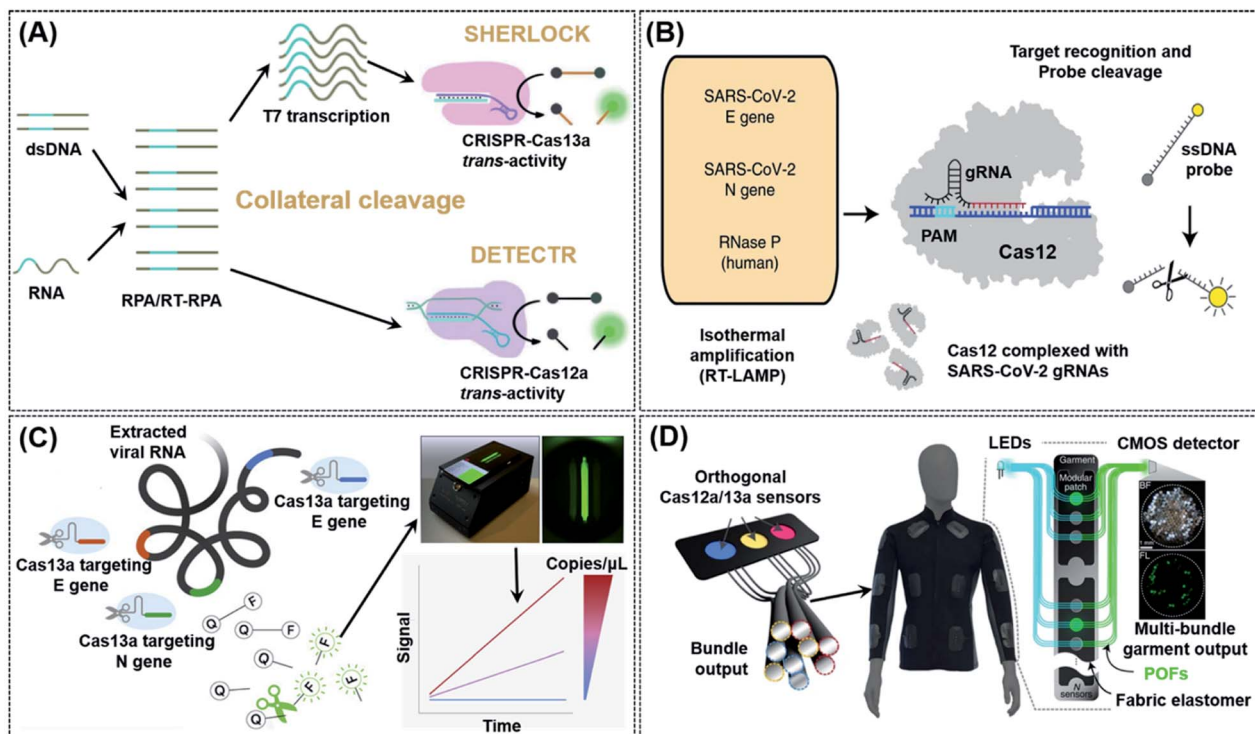 (A)
SHERLOCK
T7 transcription
CRISPR-Cas13a
trans-activity
dsDNA
Collateral cleavage
RNA
RPA/RT-RPA
DETECTR
CRISPR-Cas12a
trans-activity
(B)
SARS-CoV-2
E gene
SARS-CoV-2
N gene
RNase P
(human)
Isothermal
amplification
(RT-LAMP)
Target recognition and
Probe cleavage
gRNA
PAM
Cas12
ssDNA
probe
Cas12 complexed with
SARS-CoV-2 gRNAs
(C)
Extracted
viral RNA
Cas13a targeting
E gene
Cas13a targeting
E gene
Cas13a targeting
N gene
Q
F
Q
F
Q
F
Q
F
Q
F
Copies/µL
Signal
Time
(D)
Orthogonal
Cas12a/13a sensors
Bundle
output
LEDs
CMOS detector
Garment
Modular
patch
BF
1 mm
FL
Multi-bundle
garment output
POFs
Fabric elastomer
N
sensors